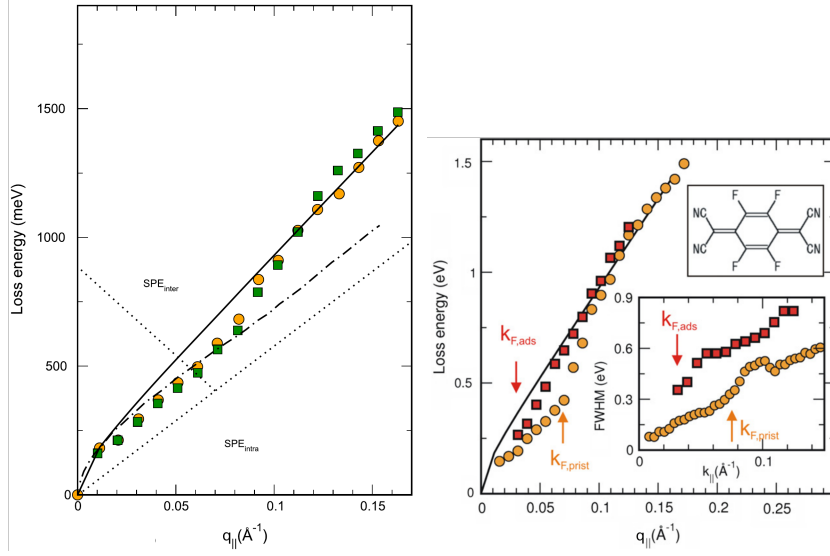 1500
1000
500
0
Loss energy (meV)
SPE_inter
SPE_intra
0 0.05 0.1 0.15
q_||(Å⁻¹)
1.5
1
0.5
0
Loss energy (eV)
k_F,ads
k_F,prist
NC F F CN
NC F F CN
0.9
0.6
0.3
0
FWHM (eV)
k_F,ads
k_F,prist
0 0.1
k_||(Å⁻¹)
0 0.05 0.1 0.15 0.2 0.25
q_||(Å⁻¹)